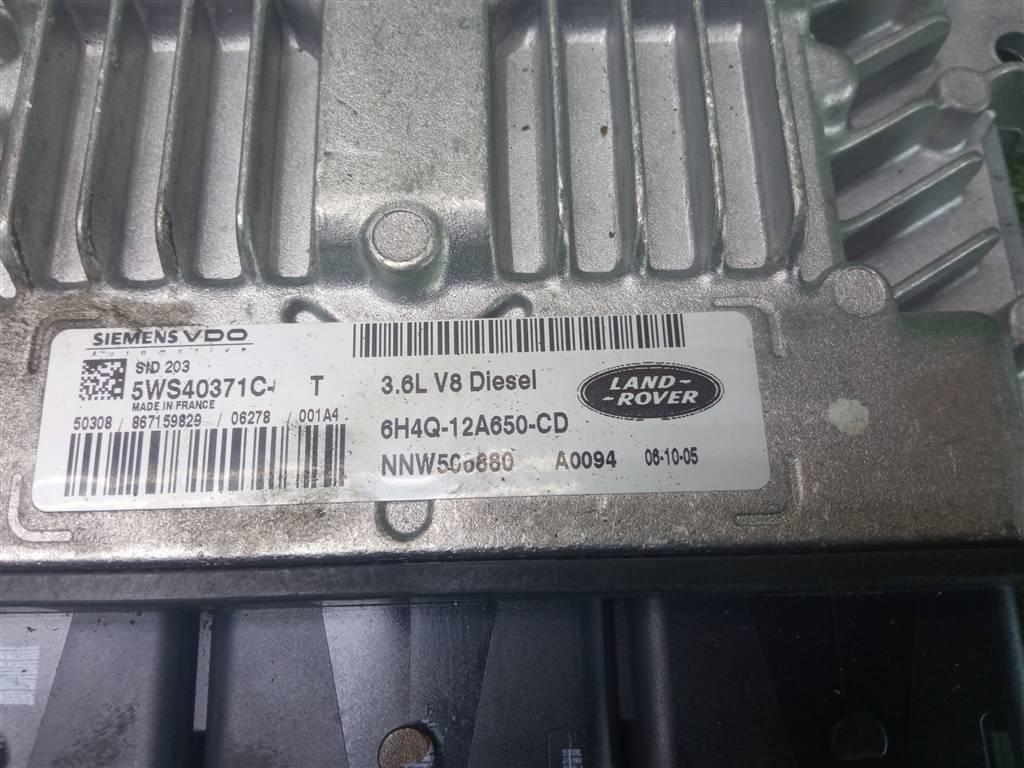 SIEMENS VDO
Automotive
SID 203
5WS40371C-
T
MADE IN FRANCE
50308 / 867159829 / 06278 / 001A4
3.6L V8 Diesel
6H4Q-12A650-CD
NNW506880 A0094 06-10-05
LAND-
-ROVER